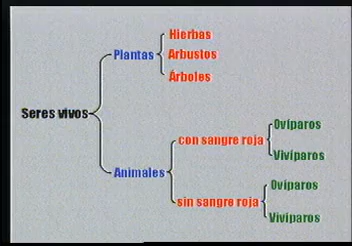 Hierbas
Plantas
Arbustos
Árboles
Seres vivos
con sangre roja
Ovíparos
Vivíparos
Animales
sin sangre roja
Ovíparos
Vivíparos